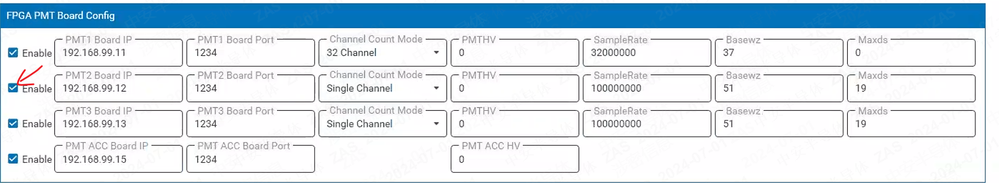 FPGA PMT Board Config
PMT1 Board IP PMT1 Board Port Channel Count Mode PMTHV SampleRate Basewz Maxds
Enable 192.168.99.11 1234 32 Channel 0 32000000 37 0
PMT2 Board IP PMT2 Board Port Channel Count Mode PMTHV SampleRate Basewz Maxds
Enable 192.168.99.12 1234 Single Channel 0 100000000 51 19
PMT3 Board IP PMT3 Board Port Channel Count Mode PMTHV SampleRate Basewz Maxds
Enable 192.168.99.13 1234 Single Channel 0 100000000 51 19
PMT ACC Board IP PMT ACC Board Port PMT ACC HV
Enable 192.168.99.15 1234 0